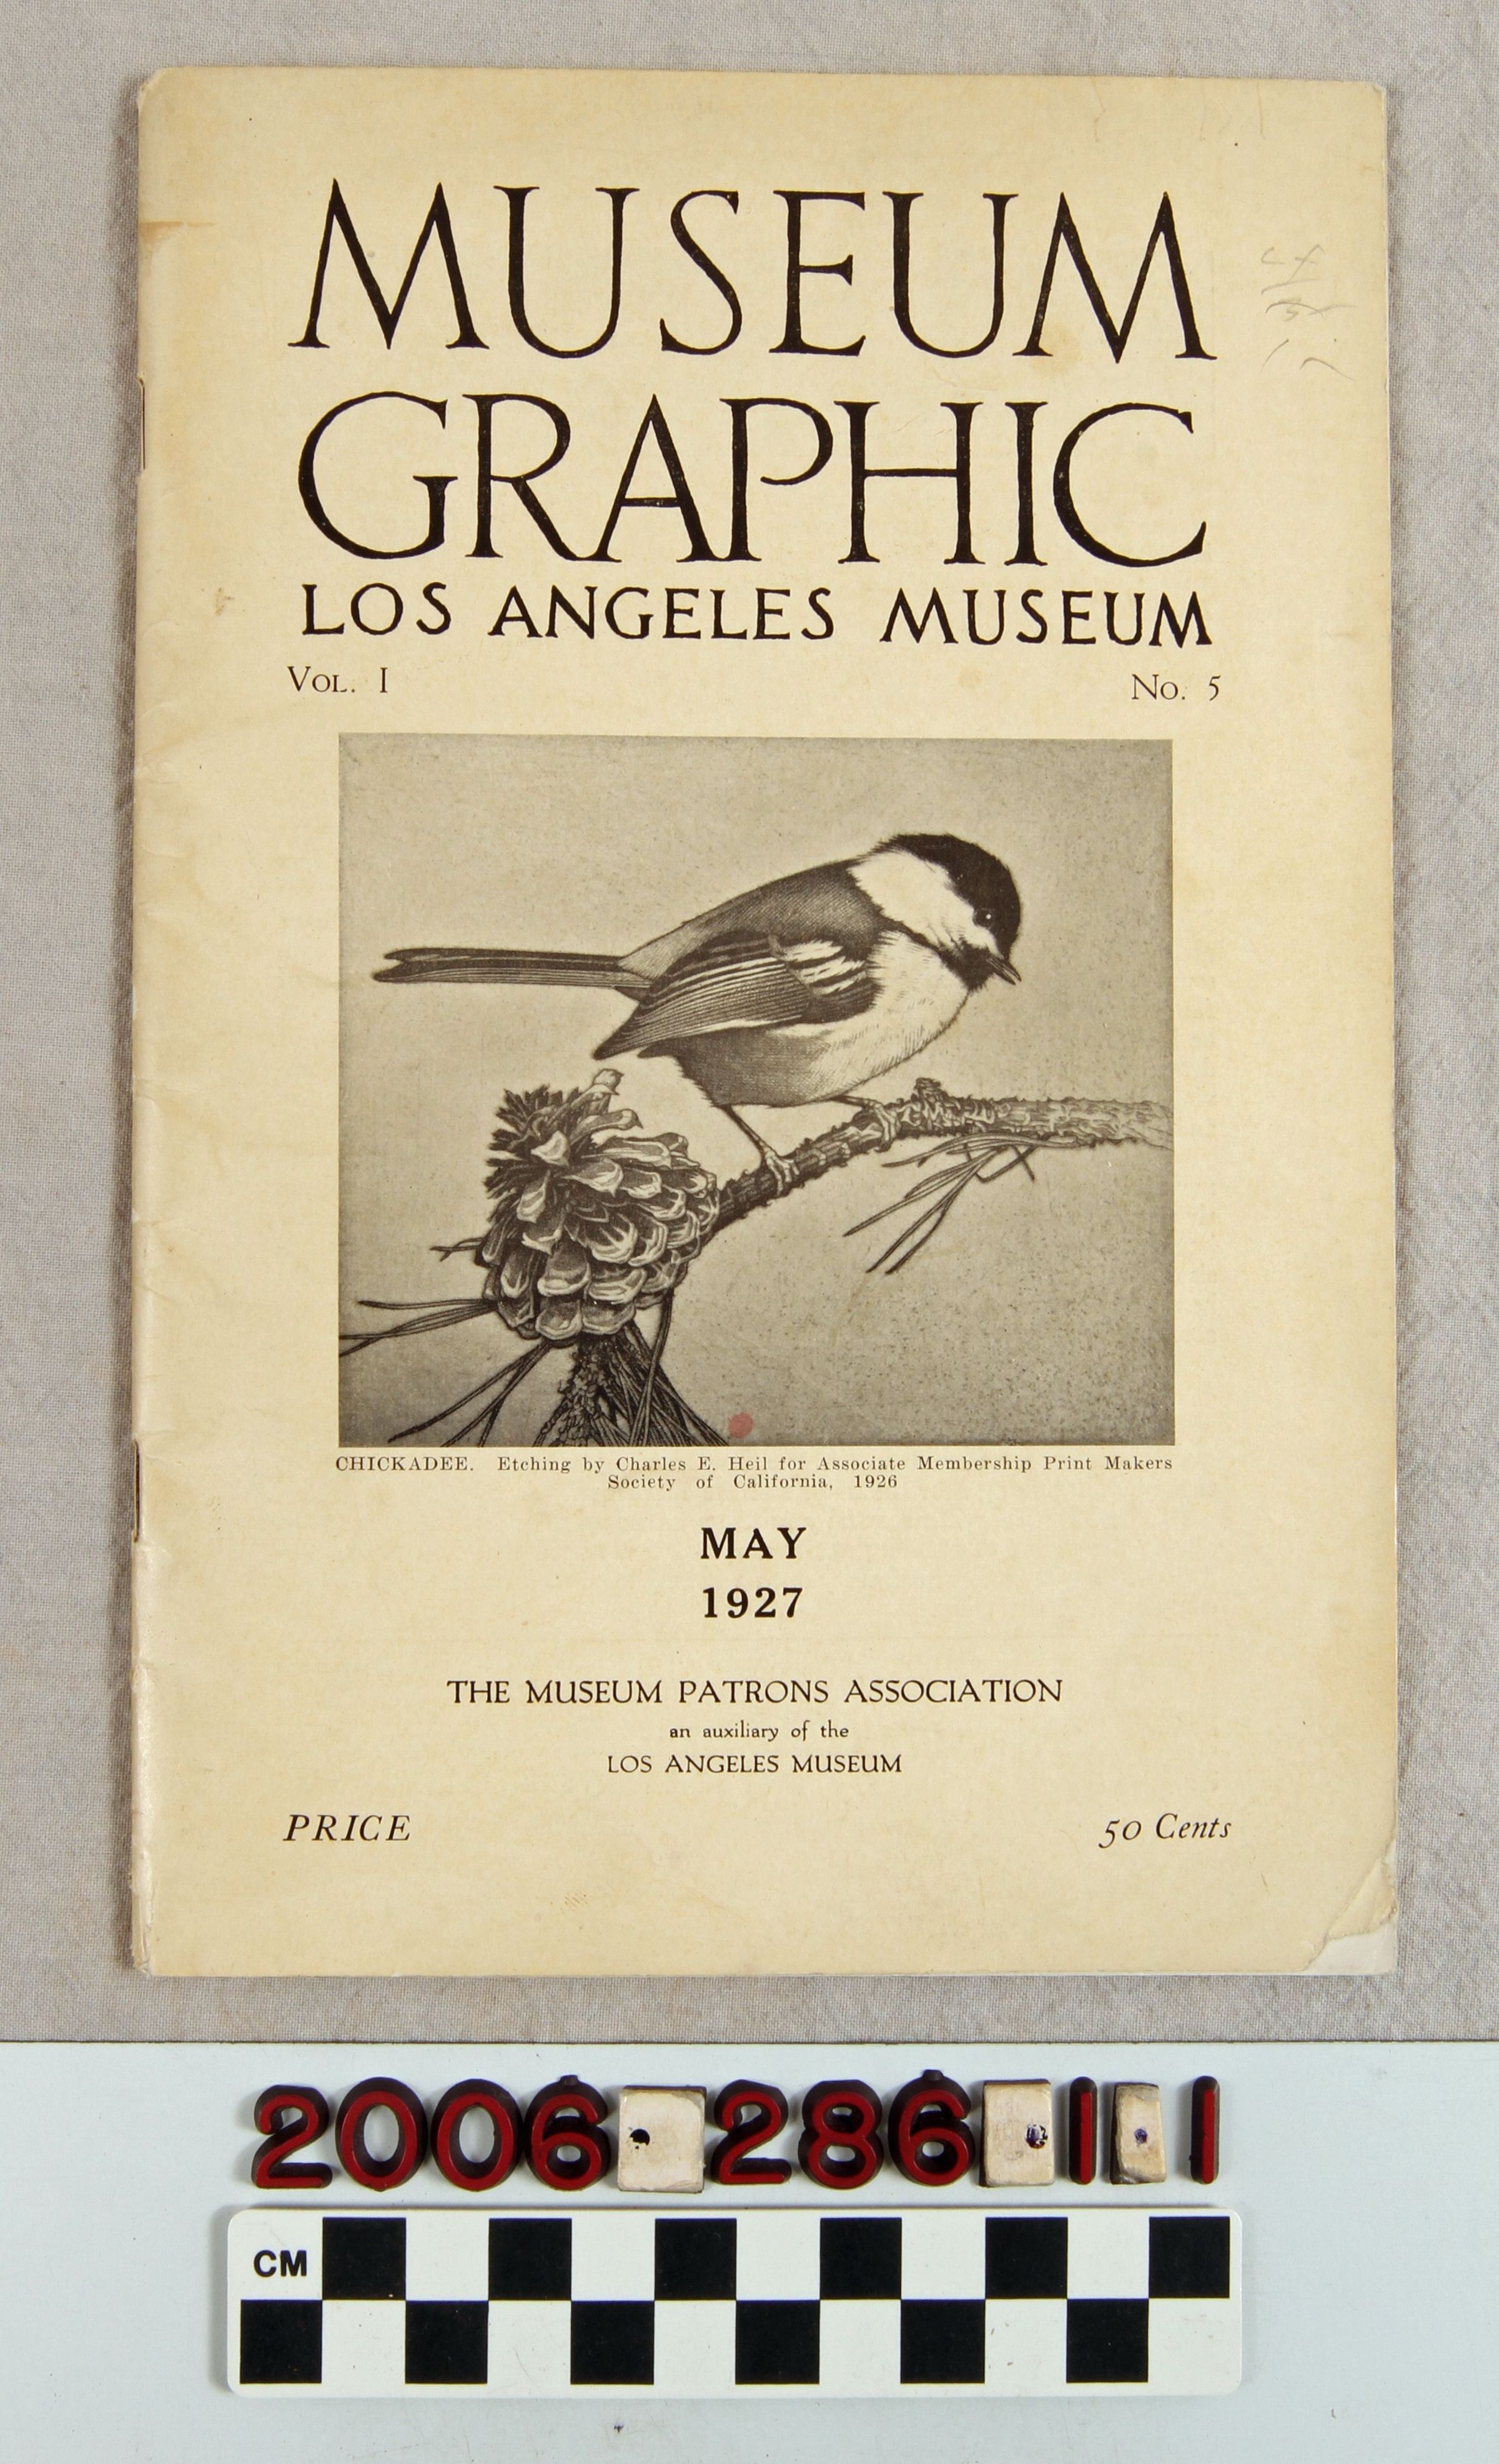 MUSEUM
GRAPHIC
LOS ANGELES MUSEUM
VOL. I No. 5
CHICKADEE. Etching by Charles E. Heil for Associate Membership Print Makers
Society of California, 1926
MAY
1927
THE MUSEUM PATRONS ASSOCIATION
an auxiliary of the
LOS ANGELES MUSEUM
PRICE 50 Cents
2006.286.1.1
CM